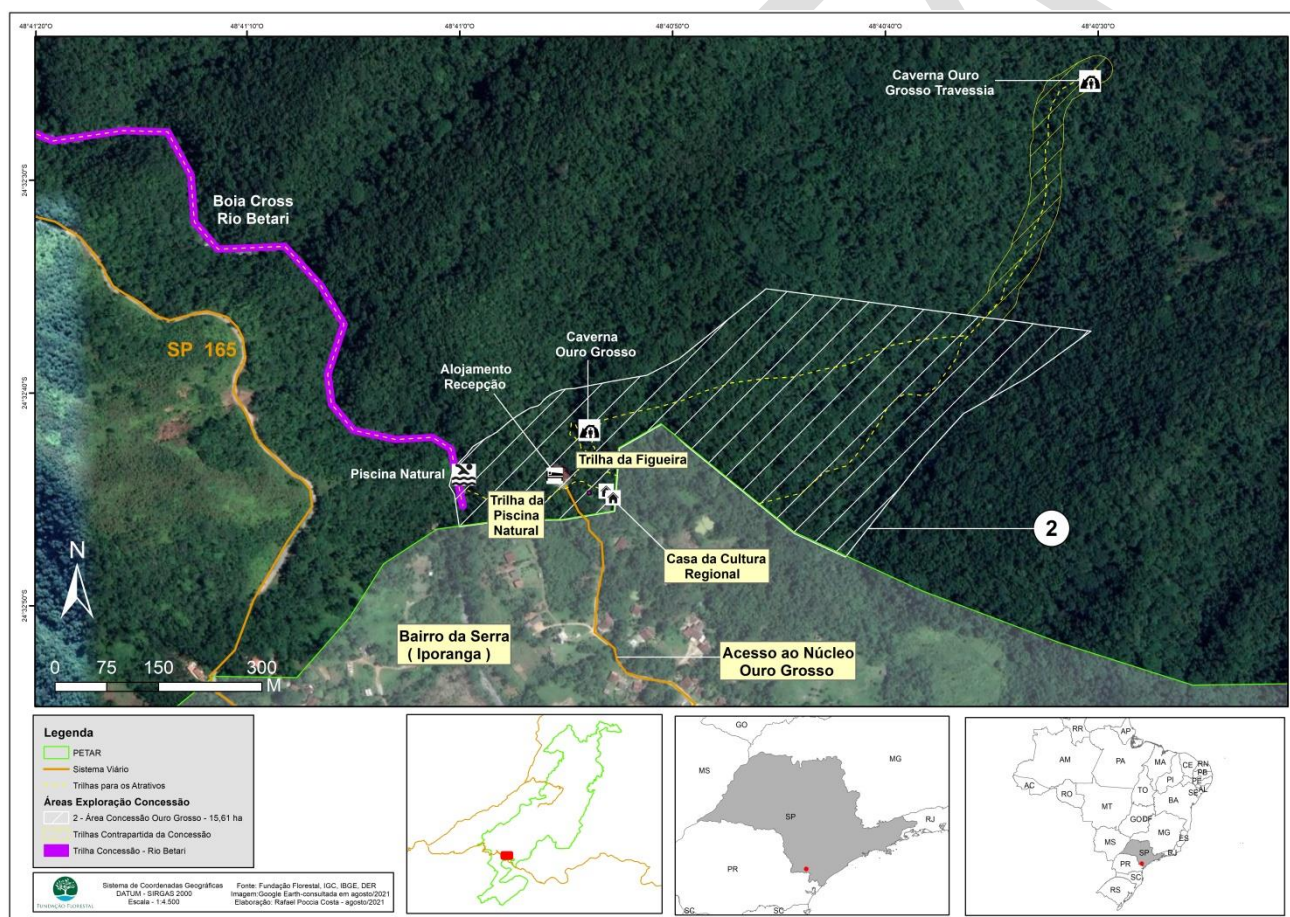 48°41'20"O
48°41'10"O
48°41'0"O
48°40'50"O
48°40'40"O
48°40'30"O
24°32'30"S
24°32'40"S
24°32'50"S
Caverna Ouro
Grosso Travessia
Boia Cross
Rio Betari
SP 165
Caverna
Ouro Grosso
Alojamento
Recepção
Piscina Natural
Trilha da Figueira
Trilha da
Piscina
Natural
2
Casa da Cultura
Regional
Bairro da Serra
( Iporanga )
Acesso ao Núcleo
Ouro Grosso
N
0 75 150 300
M
Legenda
PETAR
Sistema Viário
Trilhas para os Atrativos
Áreas Exploração Concessão
2 - Área Concessão Ouro Grosso - 15,61 ha
Trilhas Contrapartida da Concessão
Trilha Concessão - Rio Betari
FUNDAÇÃO FLORESTAL
Sistema de Coordenadas Geográficas
DATUM - SIRGAS 2000
Escala - 1:4.500
Fonte: Fundação Florestal, IGC, IBGE, DER
Imagem:Google Earth-consultada em agosto/2021
Elaboração: Rafael Poccia Costa - agosto/2021
GO
MS
MG
SP
RJ
PR
SC
SC
RR
AP
AM
PA
MA
CE
RN
PB
PE
AL
SE
PI
AC
RO
TO
BA
MT
GO
DF
MG
ES
MS
SP
RJ
PR
SC
RS